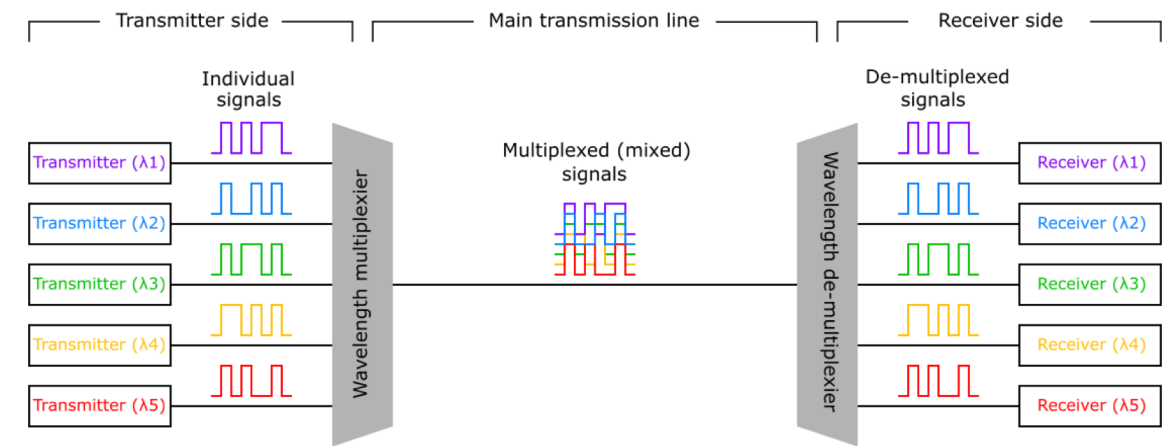 Transmitter side
Main transmission line
Receiver side
Individual
signals
De-multiplexed
signals
Multiplexed (mixed)
signals
Transmitter (λ1)
Transmitter (λ2)
Transmitter (λ3)
Transmitter (λ4)
Transmitter (λ5)
Wavelength multiplexier
Wavelength de-multiplexier
Receiver (λ1)
Receiver (λ2)
Receiver (λ3)
Receiver (λ4)
Receiver (λ5)